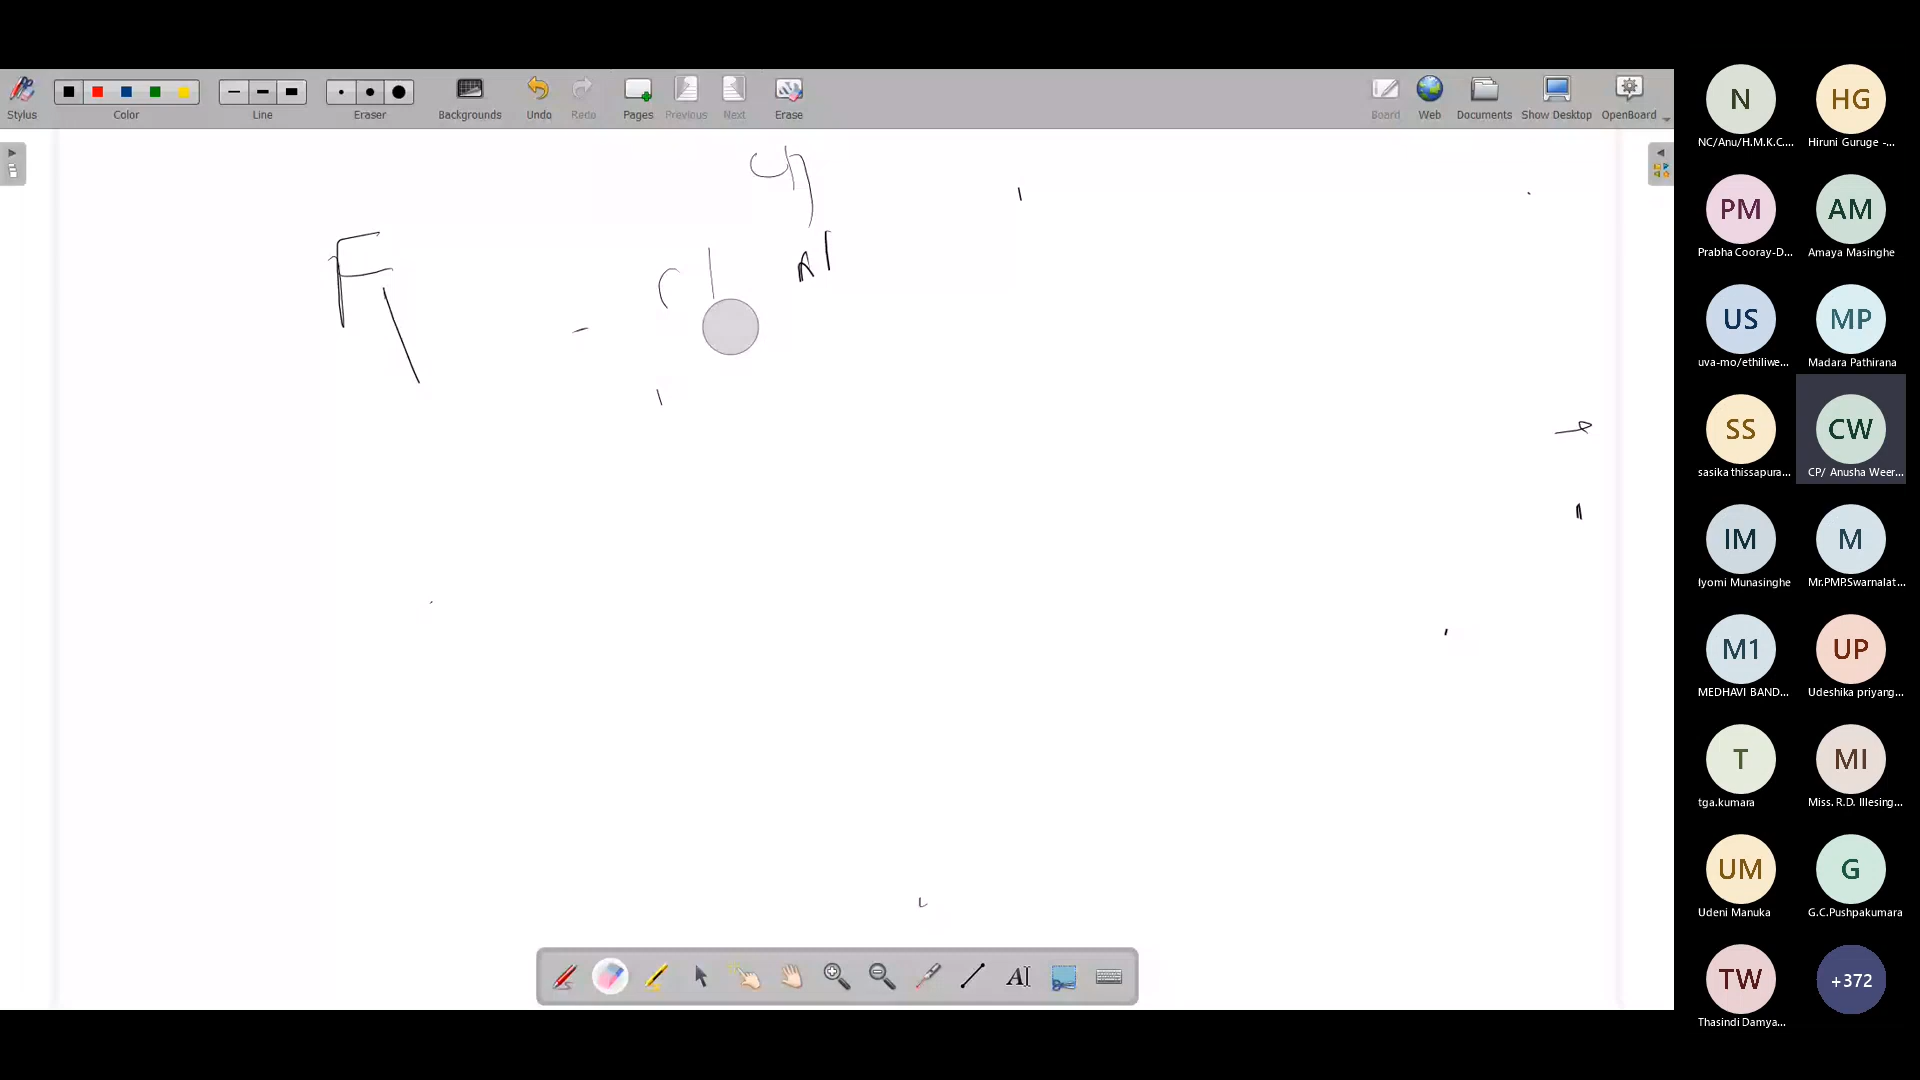 Stylus
Color
Line
Eraser
Backgrounds
Undo
Redo
Pages
Previous
Next
Erase
Board
Web
Documents
Show Desktop
OpenBoard
F
AI
N
NC/Anu/H.M.K.C....
HG
Hiruni Guruge -...
PM
Prabha Cooray-D...
AM
Amaya Masinghe
US
uva-mo/ethiliwe...
MP
Madara Pathirana
SS
sasika thissapura...
CW
CP/ Anusha Weer...
IM
Iyomi Munasinghe
M
Mr.PMP.Swarnalat...
M1
MEDHAVI BAND...
UP
Udeshika priyang...
T
tga.kumara
MI
Miss. R.D. Illesing...
UM
Udeni Manuka
G
G.C.Pushpakumara
TW
Thasindi Damya...
+372